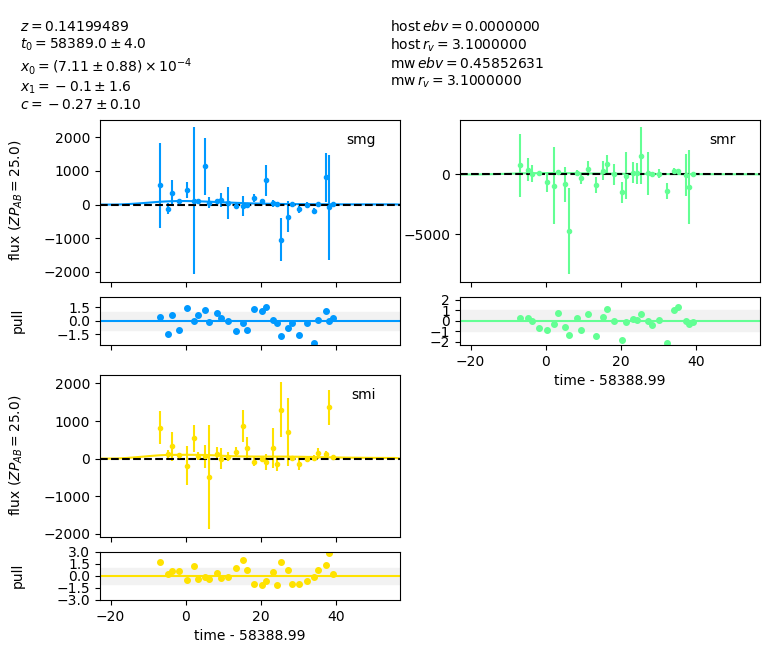 z = 0.14199489
t₀ = 58389.0 ± 4.0
x₀ = (7.11 ± 0.88) × 10⁻⁴
x₁ = −0.1 ± 1.6
c = −0.27 ± 0.10
host ebv = 0.0000000
host r_v = 3.1000000
mw ebv = 0.45852631
mw r_v = 3.1000000
flux (ZP_AB = 25.0)
2000
1000
0
−1000
−2000
smg
0
−5000
smr
pull
1.5
0.0
−1.5
2
1
0
−1
−2
−20
0
20
40
time - 58388.99
flux (ZP_AB = 25.0)
2000
1000
0
−1000
−2000
smi
pull
3.0
1.5
0.0
−1.5
−3.0
−20
0
20
40
time - 58388.99